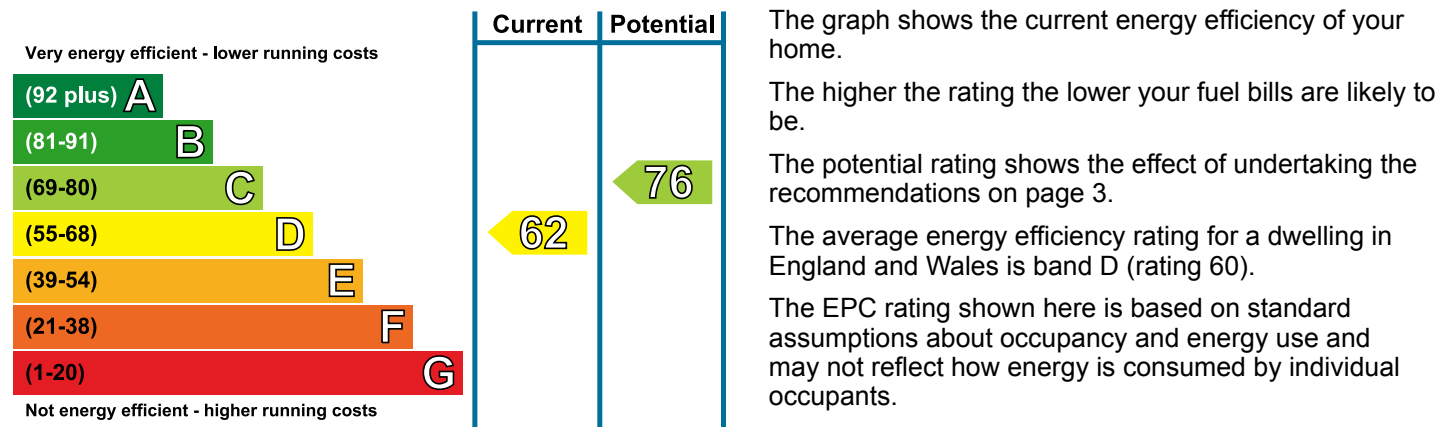 Current Potential
Very energy efficient - lower running costs
(92 plus) A
(81-91) B
(69-80) C
76
(55-68) D
62
(39-54) E
(21-38) F
(1-20) G
Not energy efficient - higher running costs
The graph shows the current energy efficiency of your
home.
The higher the rating the lower your fuel bills are likely to
be.
The potential rating shows the effect of undertaking the
recommendations on page 3.
The average energy efficiency rating for a dwelling in
England and Wales is band D (rating 60).
The EPC rating shown here is based on standard
assumptions about occupancy and energy use and
may not reflect how energy is consumed by individual
occupants.